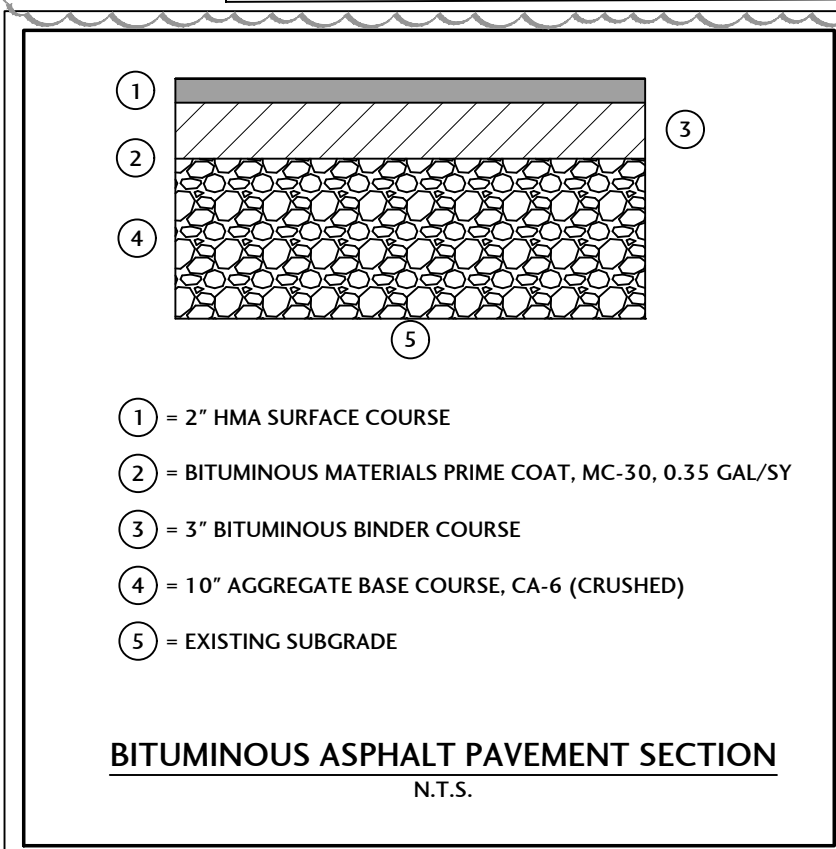 1
3
2
4
5
1 = 2" HMA SURFACE COURSE
2 = BITUMINOUS MATERIALS PRIME COAT, MC-30, 0.35 GAL/SY
3 = 3" BITUMINOUS BINDER COURSE
4 = 10" AGGREGATE BASE COURSE, CA-6 (CRUSHED)
5 = EXISTING SUBGRADE
BITUMINOUS ASPHALT PAVEMENT SECTION
N.T.S.